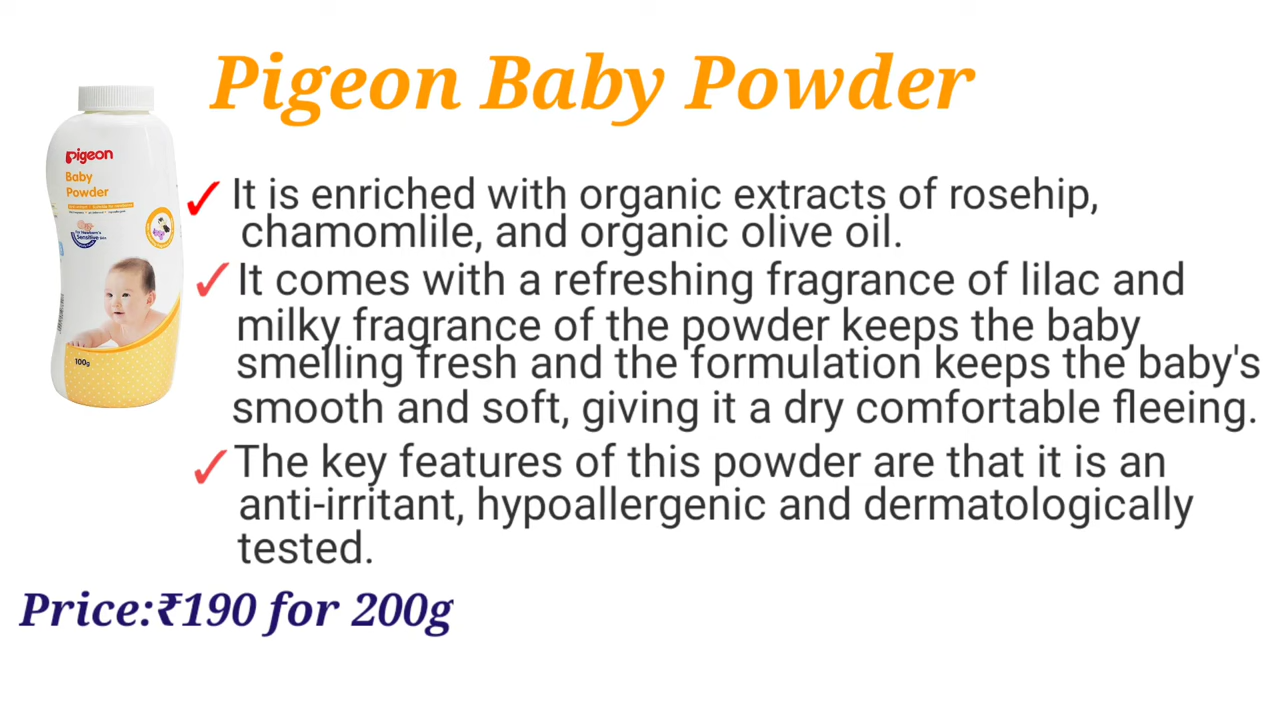 Pigeon Baby Powder
pigeon
Baby
Powder
Sensitive
100g
✓ It is enriched with organic extracts of rosehip,
chamomlile, and organic olive oil.
✓ It comes with a refreshing fragrance of lilac and
milky fragrance of the powder keeps the baby
smelling fresh and the formulation keeps the baby's
smooth and soft, giving it a dry comfortable fleeing.
✓ The key features of this powder are that it is an
anti-irritant, hypoallergenic and dermatologically
tested.
Price:₹190 for 200g